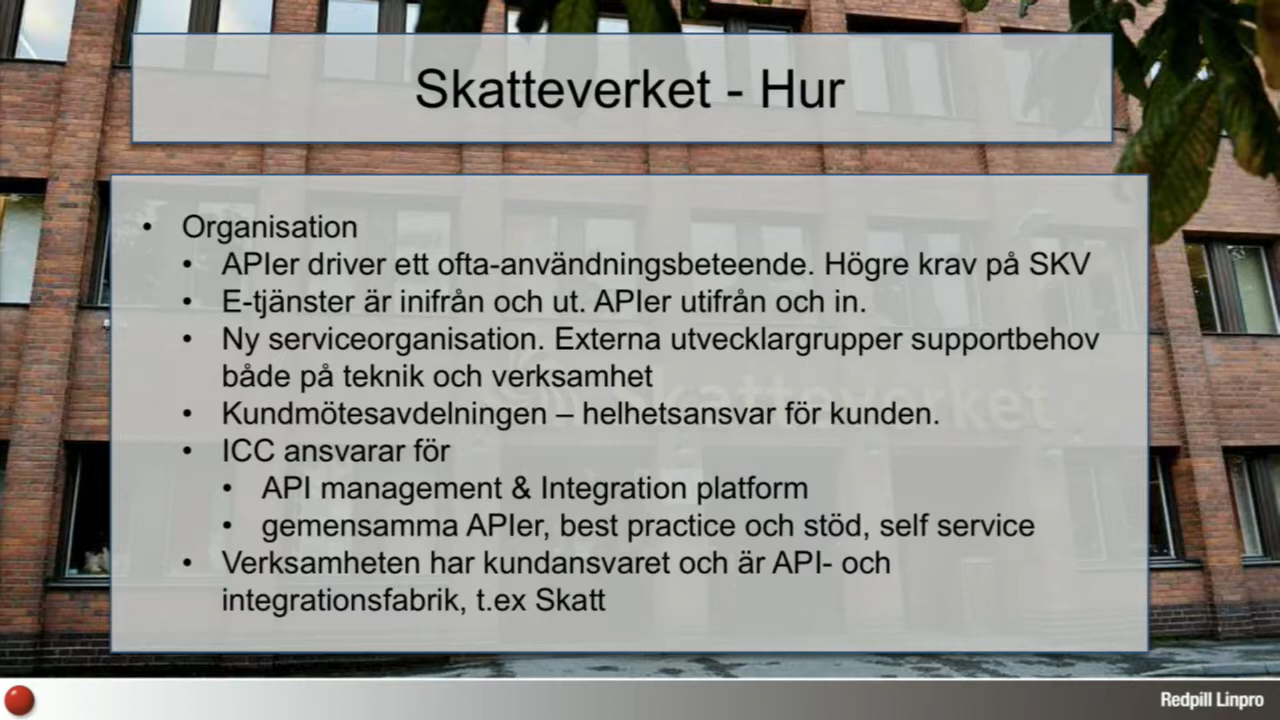 Skatteverket - Hur
• Organisation
• APIer driver ett ofta-användningsbeteende. Högre krav på SKV
• E-tjänster är inifrån och ut. APIer utifrån och in.
• Ny serviceorganisation. Externa utvecklargrupper supportbehov
både på teknik och verksamhet
• Kundmötesavdelningen – helhetsansvar för kunden.
• ICC ansvarar för
• API management & Integration platform
• gemensamma APIer, best practice och stöd, self service
• Verksamheten har kundansvaret och är API- och
integrationsfabrik, t.ex Skatt
Skatteverket
Redpill Linpro